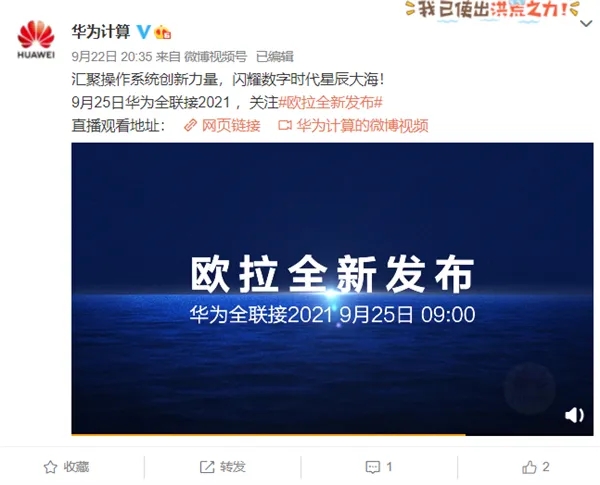 我已使出洪荒之力!
HUAWEI
华为计算
9月22日 20:35 来自 微博视频号 已编辑
汇聚操作系统创新力量，闪耀数字时代星辰大海！
9月25日华为全联接2021 ，关注#欧拉全新发布#
直播观看地址： 网页链接 华为计算的微博视频
欧拉全新发布
华为全联接2021 9月25日 09:00
收藏 转发 1 2